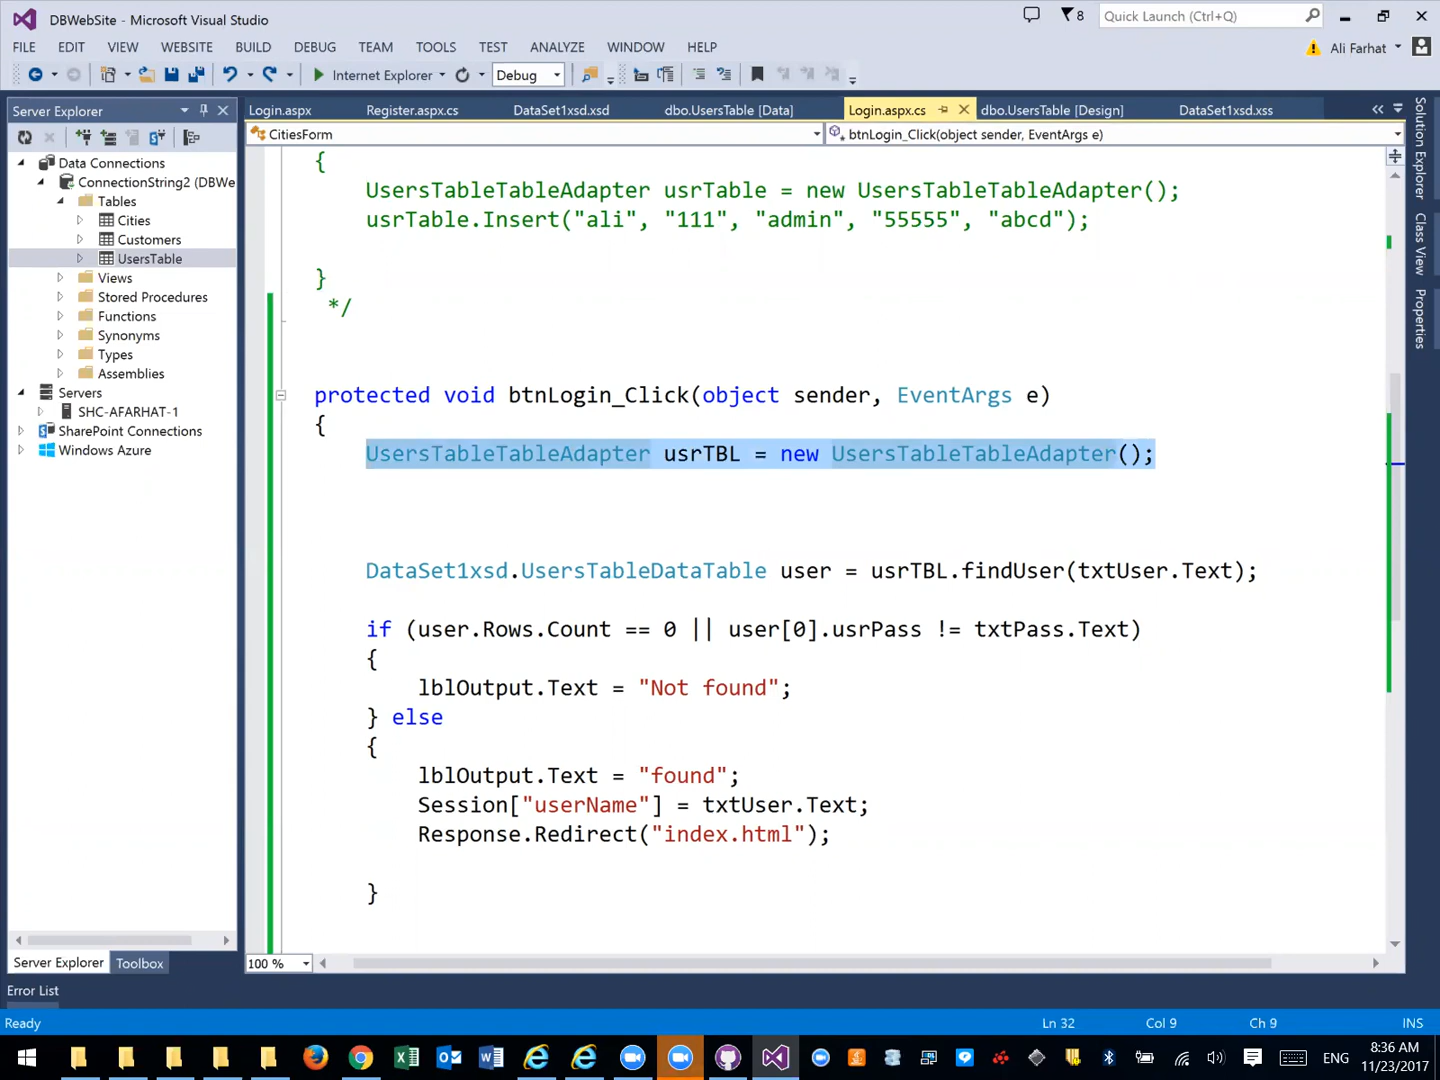 DBWebSite - Microsoft Visual Studio
8
Quick Launch (Ctrl+Q)
FILE EDIT VIEW WEBSITE BUILD DEBUG TEAM TOOLS TEST ANALYZE WINDOW HELP
Ali Farhat
Internet Explorer
Debug
Server Explorer
Login.aspx Register.aspx.cs DataSet1xsd.xsd dbo.UsersTable [Data] Login.aspx.cs dbo.UsersTable [Design] DataSet1xsd.xss
CitiesForm
btnLogin_Click(object sender, EventArgs e)
Data Connections
ConnectionString2 (DBWe
Tables
Cities
Customers
UsersTable
Views
Stored Procedures
Functions
Synonyms
Types
Assemblies
Servers
SHC-AFARHAT-1
SharePoint Connections
Windows Azure
{
UsersTableTableAdapter usrTable = new UsersTableTableAdapter();
usrTable.Insert("ali", "111", "admin", "55555", "abcd");
}
*/
protected void btnLogin_Click(object sender, EventArgs e)
{
UsersTableTableAdapter usrTBL = new UsersTableTableAdapter();
DataSet1xsd.UsersTableDataTable user = usrTBL.findUser(txtUser.Text);
if (user.Rows.Count == 0 || user[0].usrPass != txtPass.Text)
{
lblOutput.Text = "Not found";
} else
{
lblOutput.Text = "found";
Session["userName"] = txtUser.Text;
Response.Redirect("index.html");
}
Solution Explorer
Class View
Properties
Server Explorer
Toolbox
100 %
Error List
Ready
Ln 32
Col 9
Ch 9
INS
ENG
8:36 AM
11/23/2017